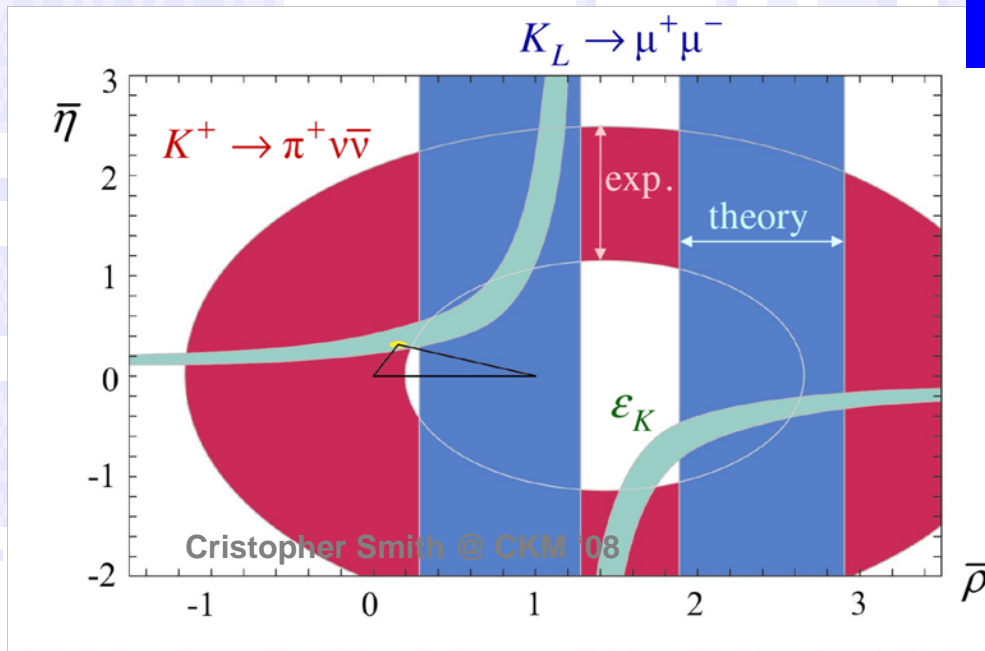 K_L → μ⁺μ⁻
η̄
K⁺ → π⁺νν̄
exp.
theory
ε_K
Cristopher Smith @ CKM '08
3
2
1
0
-1
-2
-1 0 1 2 3
ρ̄